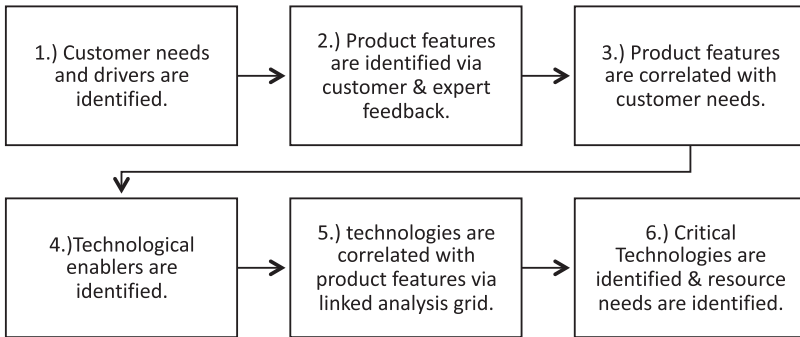 1.) Customer needs
and drivers are
identified.
2.) Product features
are identified via
customer & expert
feedback.
3.) Product features
are correlated with
customer needs.
4.)Technological
enablers are
identified.
5.) technologies are
correlated with
product features via
linked analysis grid.
6.) Critical
Technologies are
identified & resource
needs are identified.